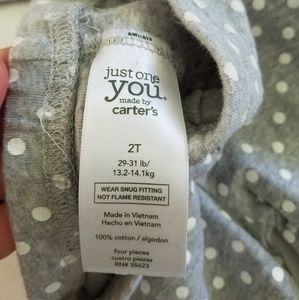 just one
you.
made by
carter's
2T
29-31 lb/
13.2-14.1kg
WEAR SNUG FITTING
NOT FLAME RESISTANT
Made in Vietnam
Hecho en Vietnam
100% cotton / algodon
four pieces
cuatro piezas
RN# 35623